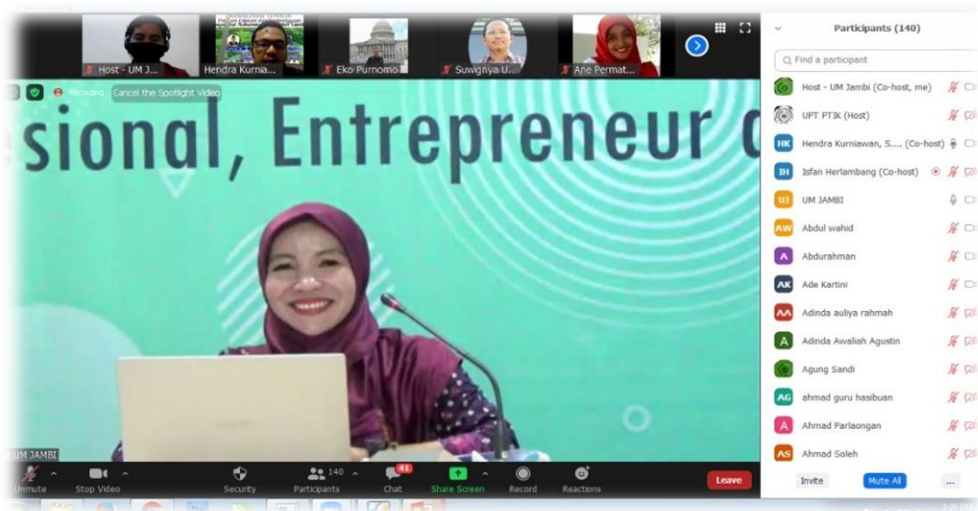 Host - UM J...
Hendra Kurnia...
Eko Purnomo
Suwgnya U...
Ane Permat...
Recording
Cancel the Spotlight Video
sional, Entrepreneur
UM JAMBI
Unmute
Stop Video
Security
140
Participants
41
Chat
Share Screen
Record
Reactions
Leave
Participants (140)
Find a participant
Host - UM Jambi (Co-host, me)
UPT PTIK (Host)
HK Hendra Kurniawan, S.... (Co-host)
IH Isfan Herlambang (Co-host)
UJ UM JAMBI
AW Abdul wahid
A Abdurahman
AK Ade Kartini
AA Adinda auliya rahmah
A Adinda Awaliah Agustin
Agung Sandi
AG ahmad guru hasibuan
A Ahmad Parlaongan
AS Ahmad Soleh
Invite
Mute All
...